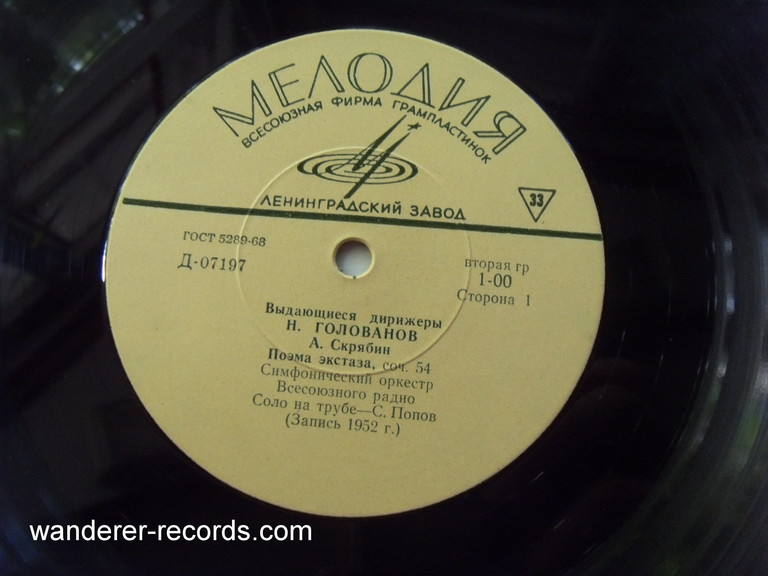 МЕЛОДИЯ
ВСЕСОЮЗНАЯ ФИРМА ГРАМПЛАСТИНОК
ЛЕНИНГРАДСКИЙ ЗАВОД
33
ГОСТ 5289-68
Д-07197
вторая гр
1-00
Сторона 1
Выдающиеся дирижеры
Н. ГОЛОВАНОВ
А. Скрябин
Поэма экстаза, соч. 54
Симфонический оркестр
Всесоюзного радио
Соло на трубе—С. Попов
(Запись 1952 г.)
wanderer-records.com